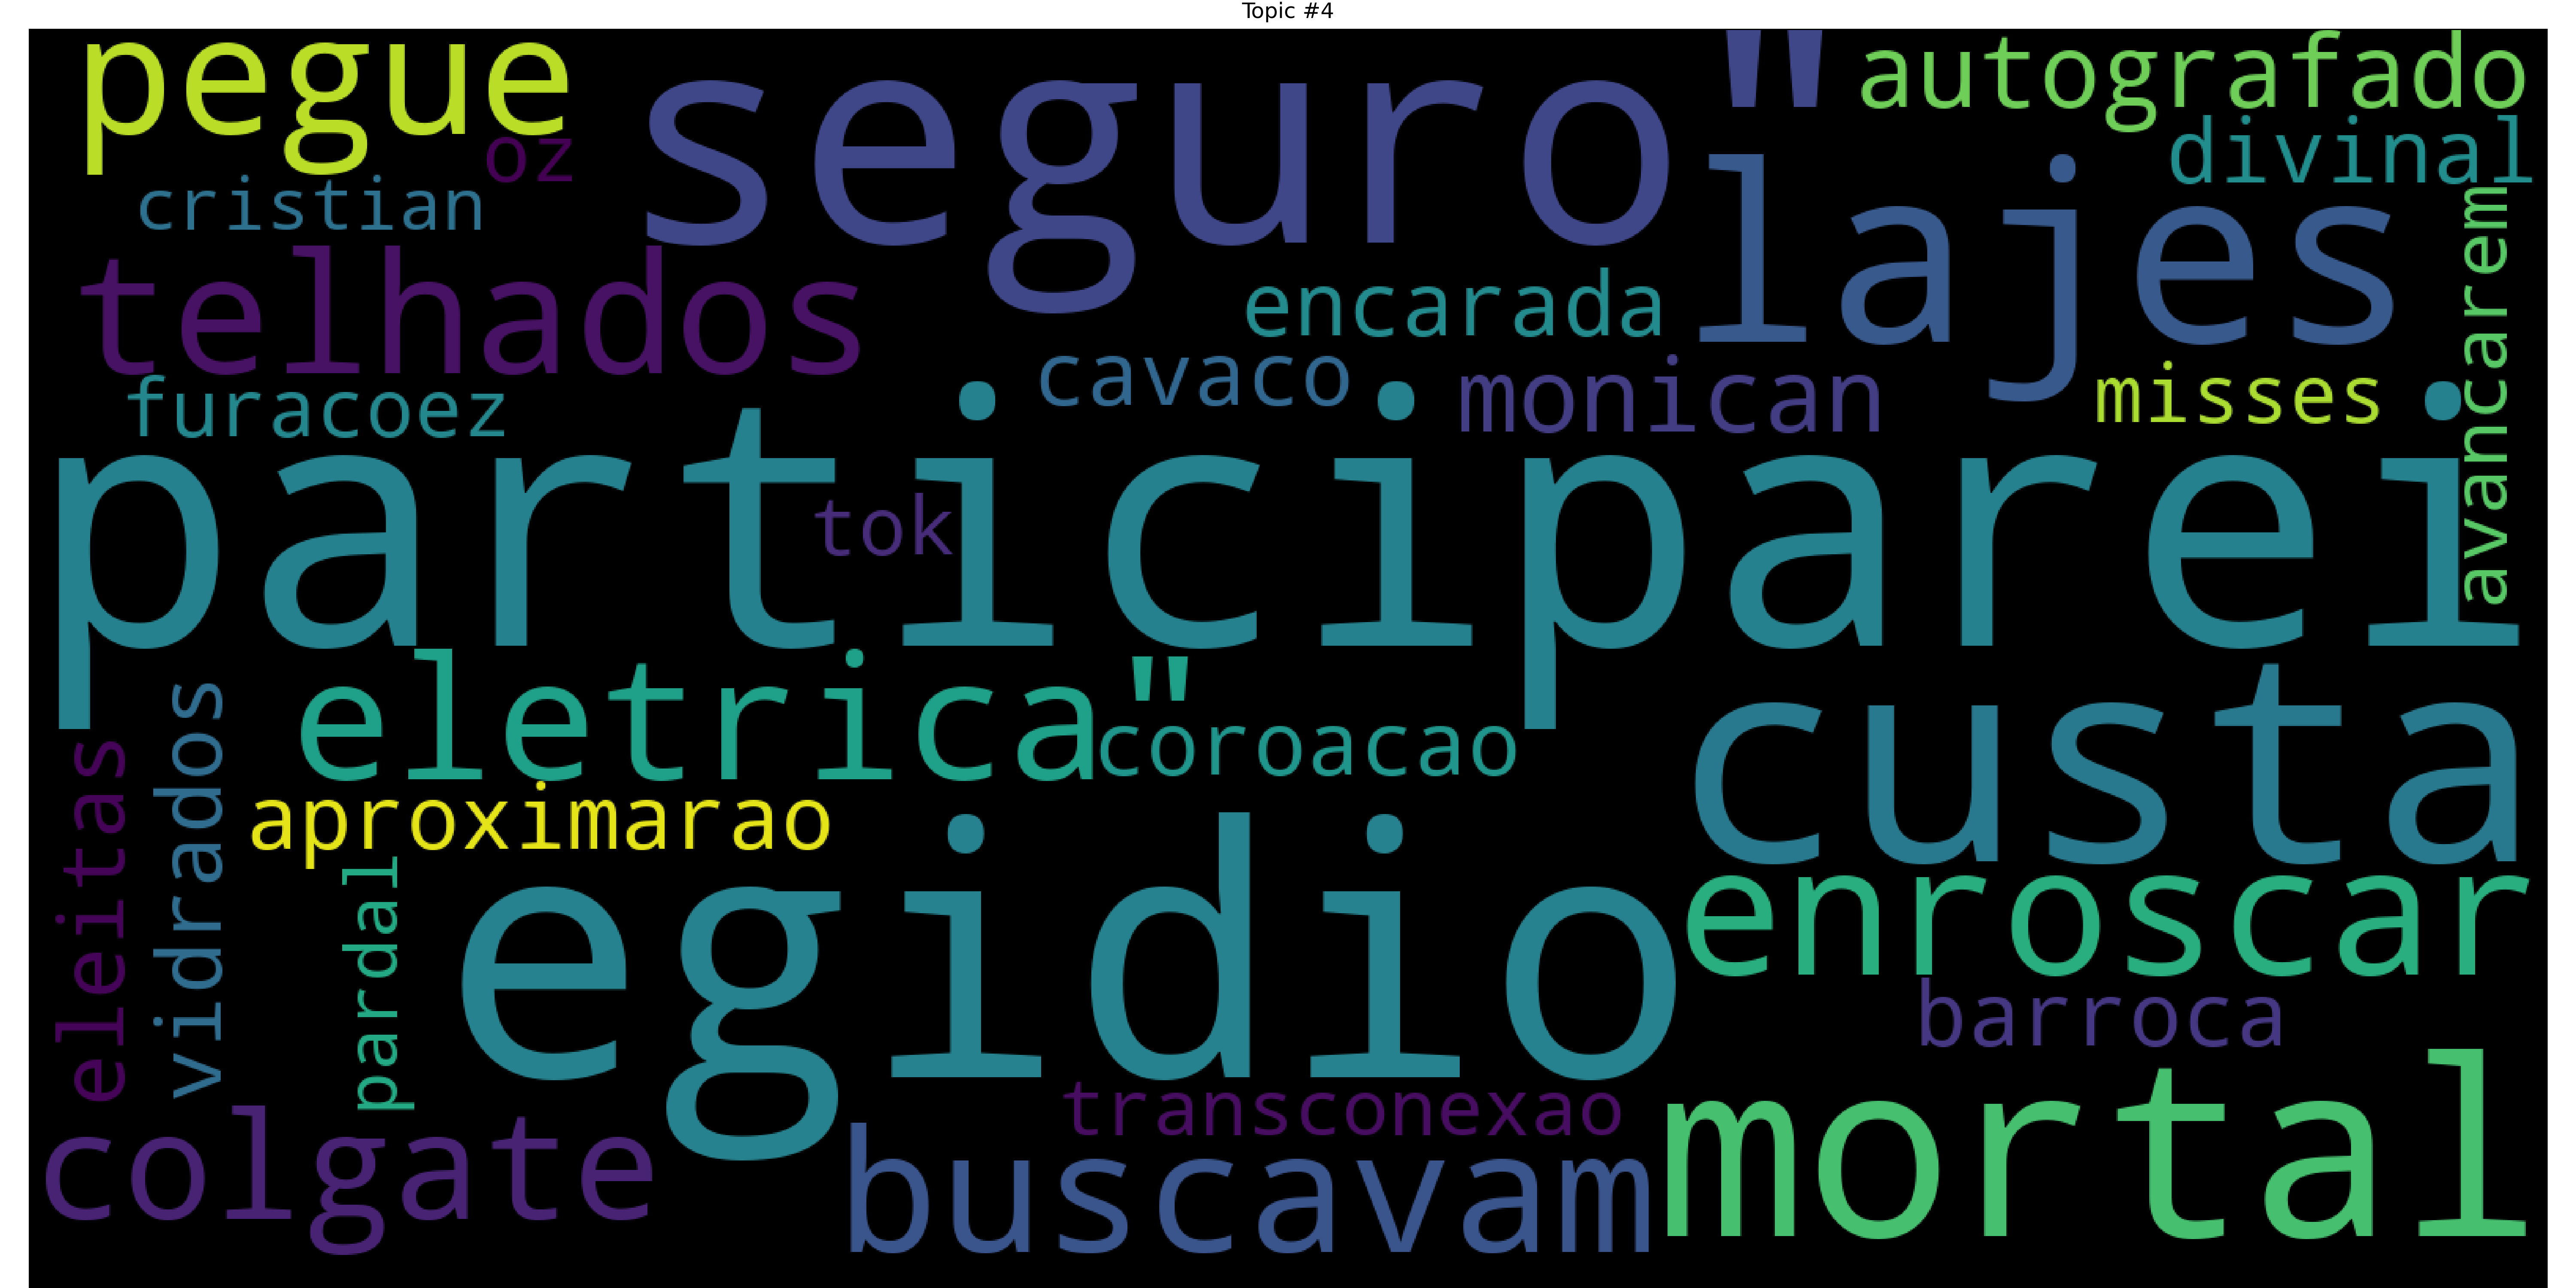 Topic #4
pegue
seguro"
autografado
oz
divinal
cristian
lajes
telhados
encarada
avancarem
furacoez
cavaco
monican
misses
participarei
tok
eletrica"
coroacao
custa
eleitas
vidrados
aproximarao
pardal
egidio
enroscar
barroca
colgate
transconexao
buscavam
mortal